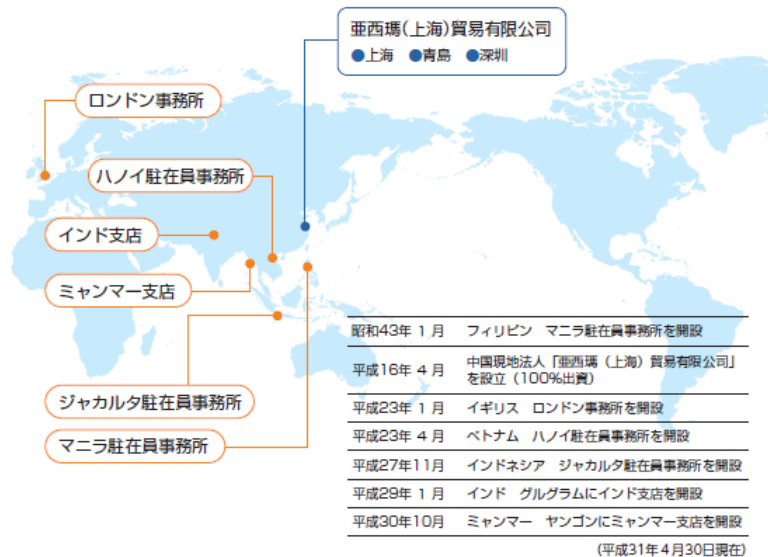 亜西瑪(上海)貿易有限公司
●上海 ●青島 ●深圳
ロンドン事務所
ハノイ駐在員事務所
インド支店
ミャンマー支店
ジャカルタ駐在員事務所
マニラ駐在員事務所
昭和43年 1 月 フィリピン マニラ駐在員事務所を開設
平成16年 4 月 中国現地法人「亜西瑪（上海）貿易有限公司」
を設立（100%出資）
平成23年 1 月 イギリス ロンドン事務所を開設
平成23年 4 月 ベトナム ハノイ駐在員事務所を開設
平成27年11月 インドネシア ジャカルタ駐在員事務所を開設
平成29年 1 月 インド グルグラムにインド支店を開設
平成30年10月 ミャンマー ヤンゴンにミャンマー支店を開設
(平成31年4月30日現在)